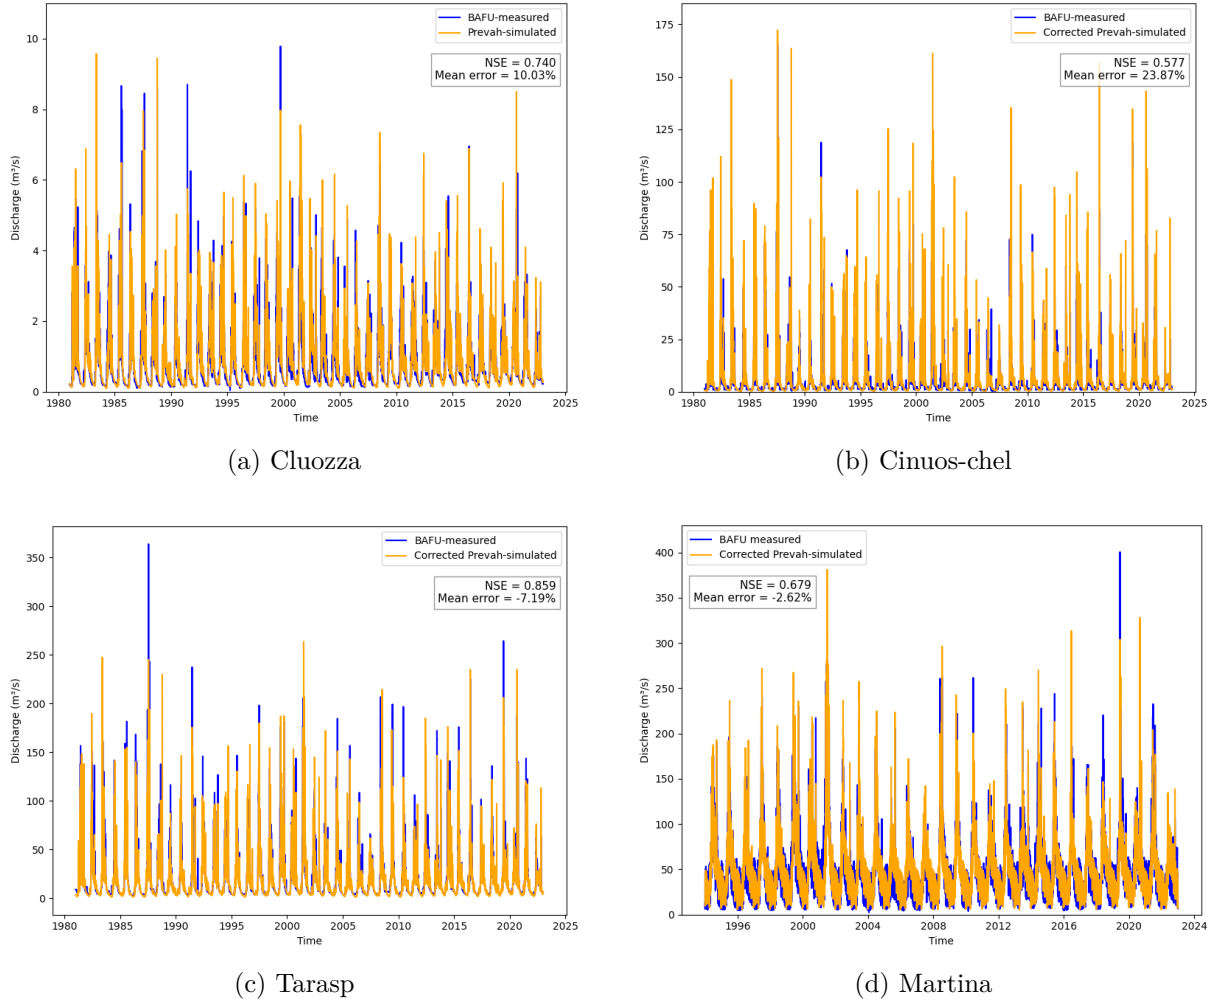 BAFU-measured
Prevah-simulated
NSE = 0.740
Mean error = 10.03%
Discharge (m³/s)
10
8
6
4
2
0
1980 1985 1990 1995 2000 2005 2010 2015 2020 2025
Time
(a) Cluozza
BAFU-measured
Corrected Prevah-simulated
NSE = 0.577
Mean error = 23.87%
Discharge (m³/s)
175
150
125
100
75
50
25
0
1980 1985 1990 1995 2000 2005 2010 2015 2020 2025
Time
(b) Cinuos-chel
BAFU-measured
Corrected Prevah-simulated
NSE = 0.859
Mean error = -7.19%
Discharge (m³/s)
350
300
250
200
150
100
50
0
1980 1985 1990 1995 2000 2005 2010 2015 2020 2025
Time
(c) Tarasp
BAFU measured
Corrected Prevah-simulated
NSE = 0.679
Mean error = -2.62%
Discharge (m³/s)
400
350
300
250
200
150
100
50
0
1996 2000 2004 2008 2012 2016 2020 2024
Time
(d) Martina